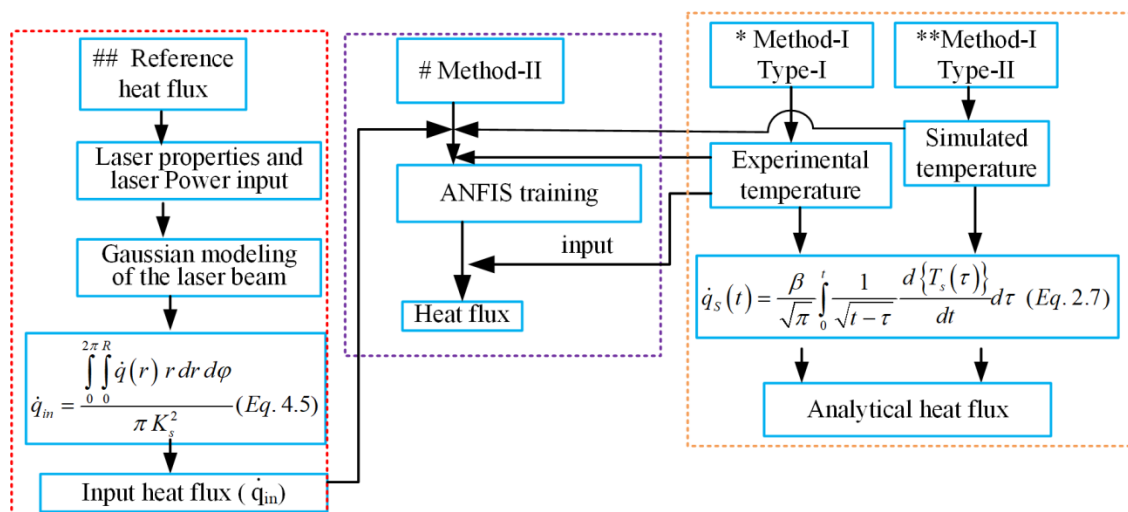 ## Reference
heat flux
Laser properties and
laser Power input
Gaussian modeling
of the laser beam
q̇_in = ∫_0^{2π} ∫_0^R q̇(r) r dr dφ / π K_s^2 (Eq. 4.5)
Input heat flux ( q̇_in)
# Method-II
ANFIS training
input
Heat flux
* Method-I
Type-I
**Method-I
Type-II
Experimental
temperature
Simulated
temperature
q̇_S(t) = β/√π ∫_0^t 1/√(t−τ) d{T_s(τ)}/dt dτ (Eq. 2.7)
Analytical heat flux